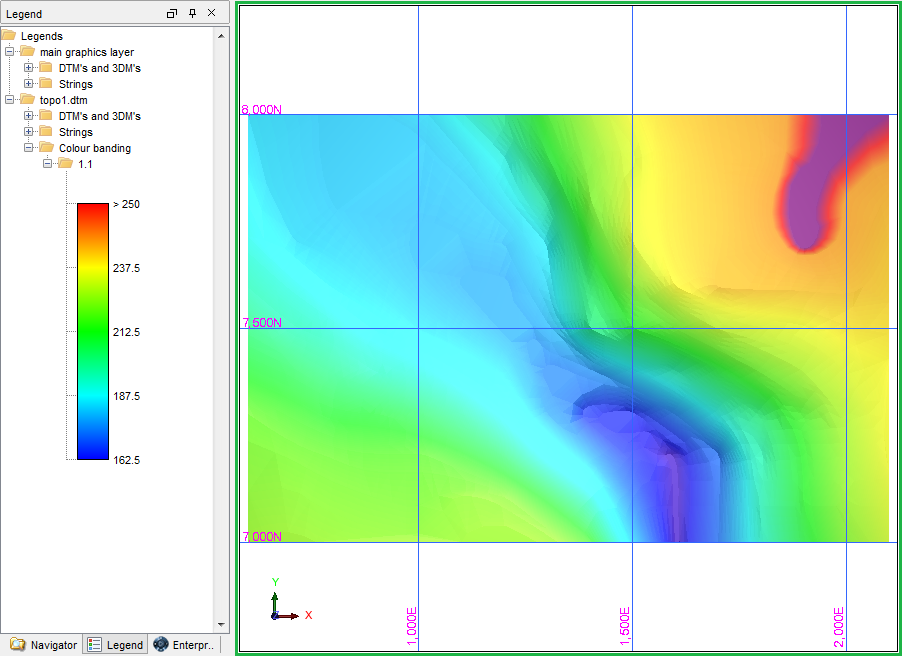 Legend
Legends
main graphics layer
DTM's and 3DM's
Strings
topo1.dtm
DTM's and 3DM's
Strings
Colour banding
1.1
> 250
237.5
212.5
187.5
162.5
Navigator
Legend
Enterpr..
8,000N
7,500N
7,000N
Y
X
1,000E
1,500E
2,000E